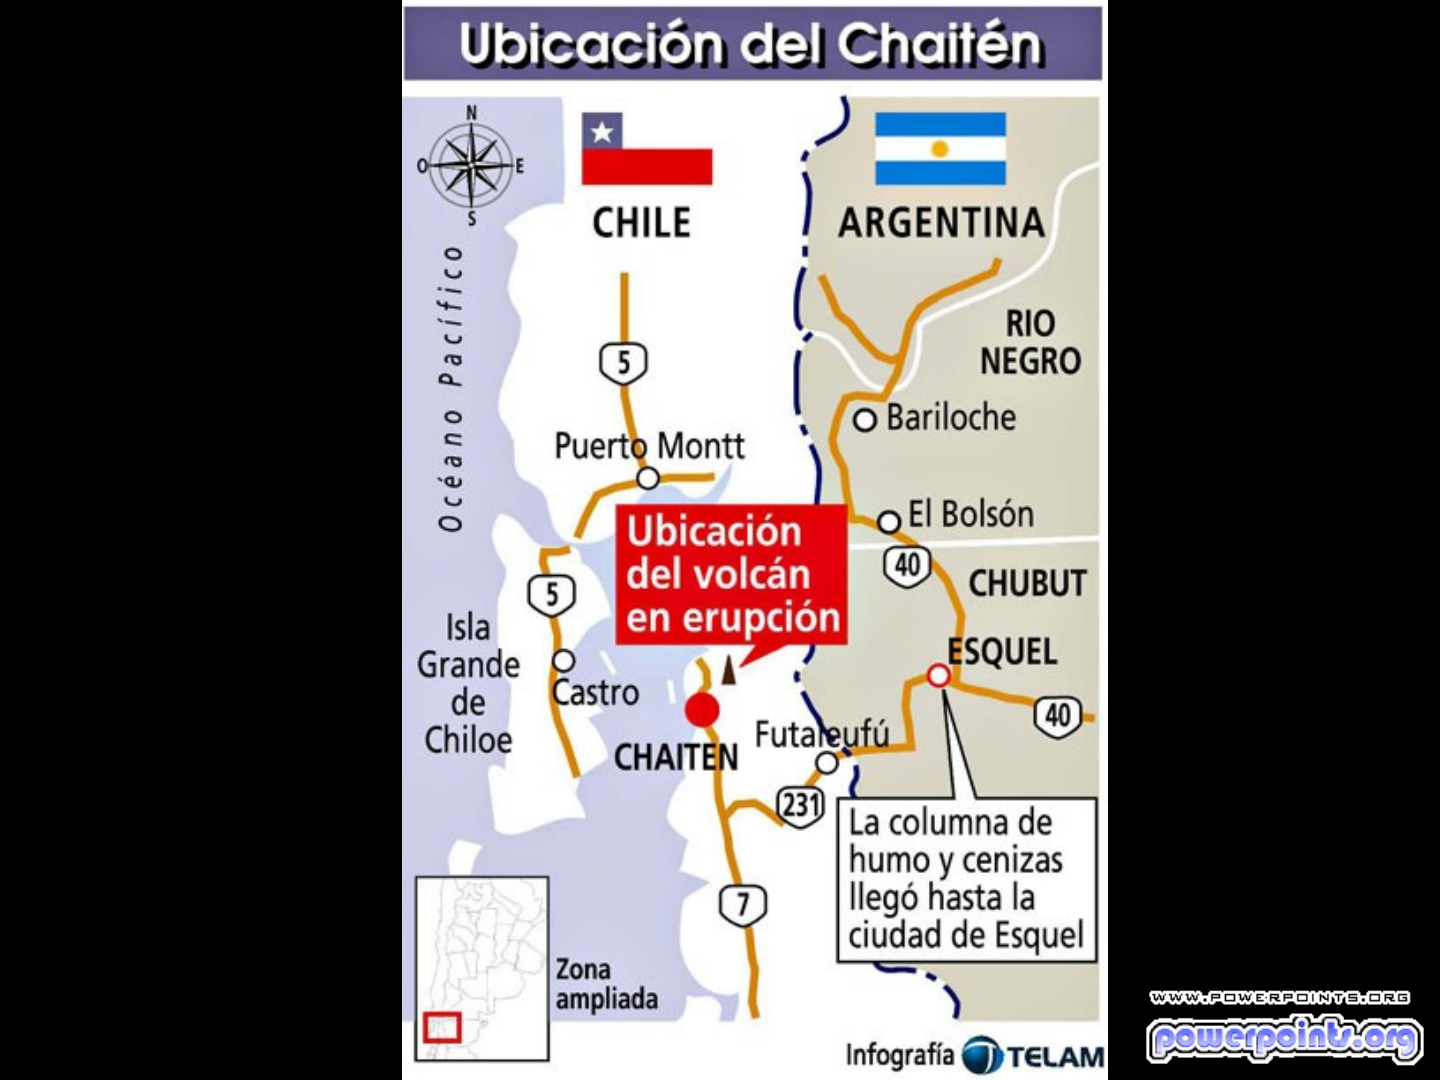 Ubicación del Chaitén
N
O
E
S
CHILE
ARGENTINA
Océano Pacífico
RIO
NEGRO
5
Bariloche
Puerto Montt
El Bolsón
Ubicación
del volcán
en erupción
40
CHUBUT
5
Isla
Grande
de
Chiloe
ESQUEL
Castro
40
Futaleufú
CHAITEN
231
La columna de
humo y cenizas
llegó hasta la
ciudad de Esquel
7
Zona
ampliada
Infografía TELAM
WWW.POWERPOINTS.ORG
powerpoints.org